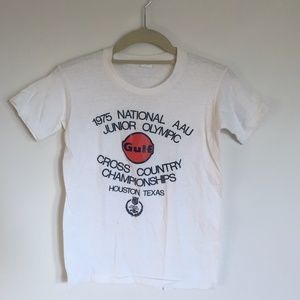 1975 NATIONAL AAU
JUNIOR OLYMPIC
Gulf
CROSS COUNTRY
CHAMPIONSHIPS
HOUSTON, TEXAS